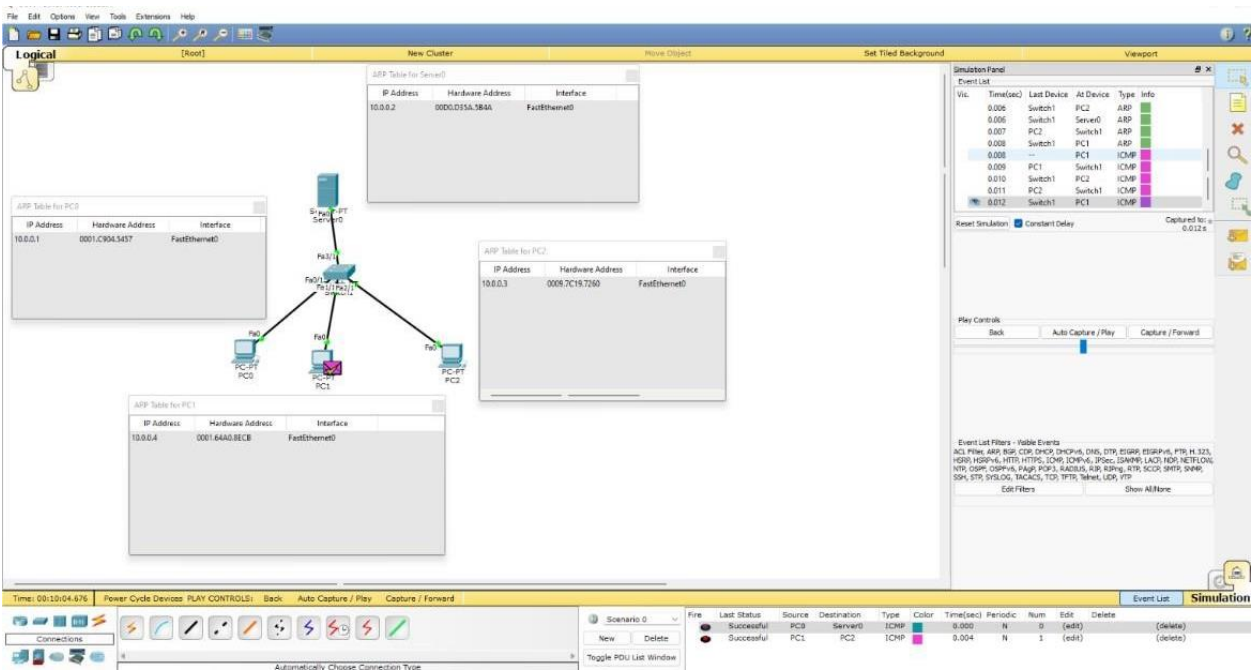 File Edit Options View Tools Extensions Help
Logical [Root] New Cluster Move Object Set Tiled Background Viewport
ARP Table for Server0
IP Address Hardware Address Interface
10.0.0.2 00D0.D35A.5B4A FastEthernet0
ARP Table for PC0
IP Address Hardware Address Interface
10.0.0.1 0001.C904.5457 FastEthernet0
Server0
Fa3/1
Fa0/1
Fa1/1 Fa2/1
Fa0
Fa0
Fa0
PC-PT
PC0
PC-PT
PC1
PC-PT
PC2
ARP Table for PC2
IP Address Hardware Address Interface
10.0.0.3 0009.7C19.7260 FastEthernet0
ARP Table for PC1
IP Address Hardware Address Interface
10.0.0.4 0001.64A0.8ECB FastEthernet0
Simulation Panel
Event List
Vis. Time(sec) Last Device At Device Type Info
0.006 Switch1 PC2 ARP
0.006 Switch1 Server0 ARP
0.007 PC2 Switch1 ARP
0.008 Switch1 PC1 ARP
0.008 -- PC1 ICMP
0.009 PC1 Switch1 ICMP
0.010 Switch1 PC2 ICMP
0.011 PC2 Switch1 ICMP
0.012 Switch1 PC1 ICMP
Reset Simulation Constant Delay Captured to:
0.012 s
Play Controls
Back Auto Capture / Play Capture / Forward
Event List Filters - Visible Events
ACL Filter, ARP, BGP, CDP, DHCP, DHCPv6, DNS, DTP, EIGRP, EIGRPv6, FTP, H.323,
HSRP, HSRPv6, HTTP, HTTPS, ICMP, ICMPv6, IPSec, ISAKMP, LACP, NDP, NETFLOW,
NTP, OSPF, OSPFv6, PAgP, POP3, RADIUS, RIP, RIPng, RTP, SCCP, SMTP, SNMP,
SSH, STP, SYSLOG, TACACS, TCP, TFTP, Telnet, UDP, VTP
Edit Filters Show All/None
Time: 00:10:04.676 Power Cycle Devices PLAY CONTROLS: Back Auto Capture / Play Capture / Forward Event List Simulation
Connections
Automatically Choose Connection Type
Scenario 0
New Delete
Toggle PDU List Window
Fire Last Status Source Destination Type Color Time(sec) Periodic Num Edit Delete
Successful PC0 Server0 ICMP 0.000 N 0 (edit) (delete)
Successful PC1 PC2 ICMP 0.004 N 1 (edit) (delete)